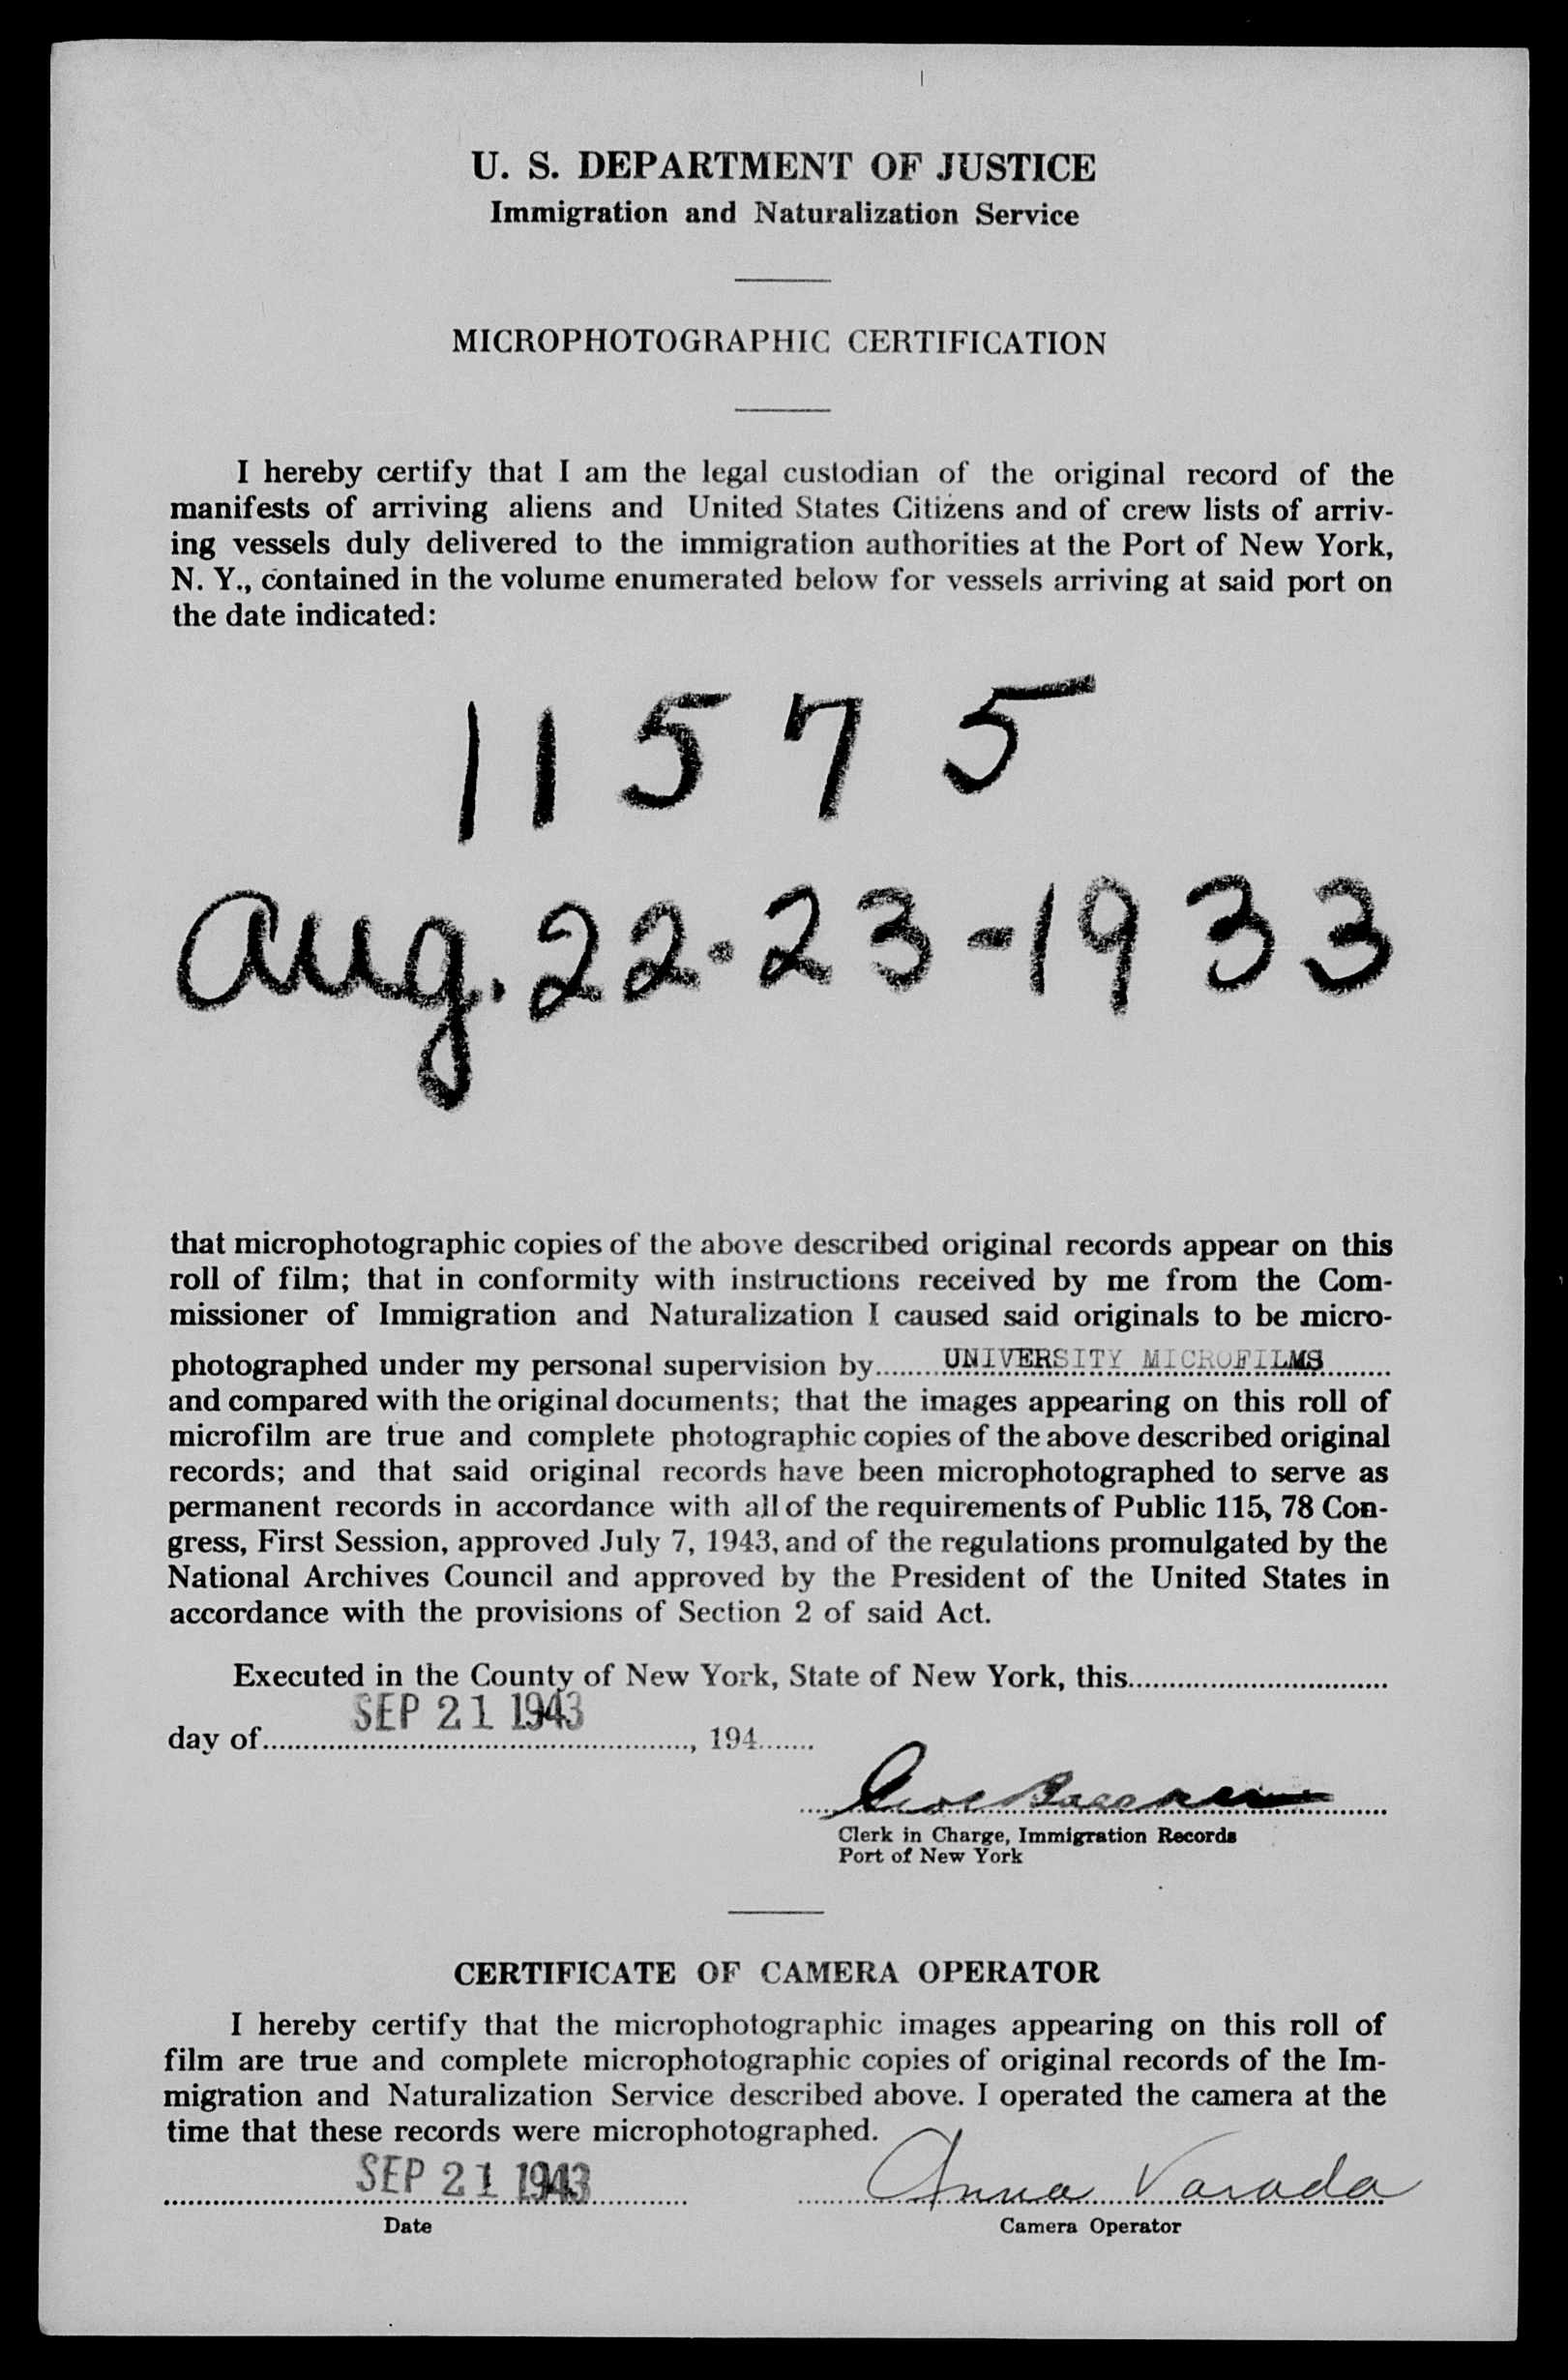 U. S. DEPARTMENT OF JUSTICE
Immigration and Naturalization Service
MICROPHOTOGRAPHIC CERTIFICATION
I hereby certify that I am the legal custodian of the original record of the
manifests of arriving aliens and United States Citizens and of crew lists of arriv-
ing vessels duly delivered to the immigration authorities at the Port of New York,
N. Y., contained in the volume enumerated below for vessels arriving at said port on
the date indicated:
11575
Aug. 22-23-1933
that microphotographic copies of the above described original records appear on this
roll of film; that in conformity with instructions received by me from the Com-
missioner of Immigration and Naturalization I caused said originals to be micro-
photographed under my personal supervision by UNIVERSITY MICROFILMS
and compared with the original documents; that the images appearing on this roll of
microfilm are true and complete photographic copies of the above described original
records; and that said original records have been microphotographed to serve as
permanent records in accordance with all of the requirements of Public 115, 78 Con-
gress, First Session, approved July 7, 1943, and of the regulations promulgated by the
National Archives Council and approved by the President of the United States in
accordance with the provisions of Section 2 of said Act.
Executed in the County of New York, State of New York, this
SEP 21 1943
day of , 194
Clerk in Charge, Immigration Records
Port of New York
CERTIFICATE OF CAMERA OPERATOR
I hereby certify that the microphotographic images appearing on this roll of
film are true and complete microphotographic copies of original records of the Im-
migration and Naturalization Service described above. I operated the camera at the
time that these records were microphotographed.
SEP 21 1943 Anna Varada
Date Camera Operator